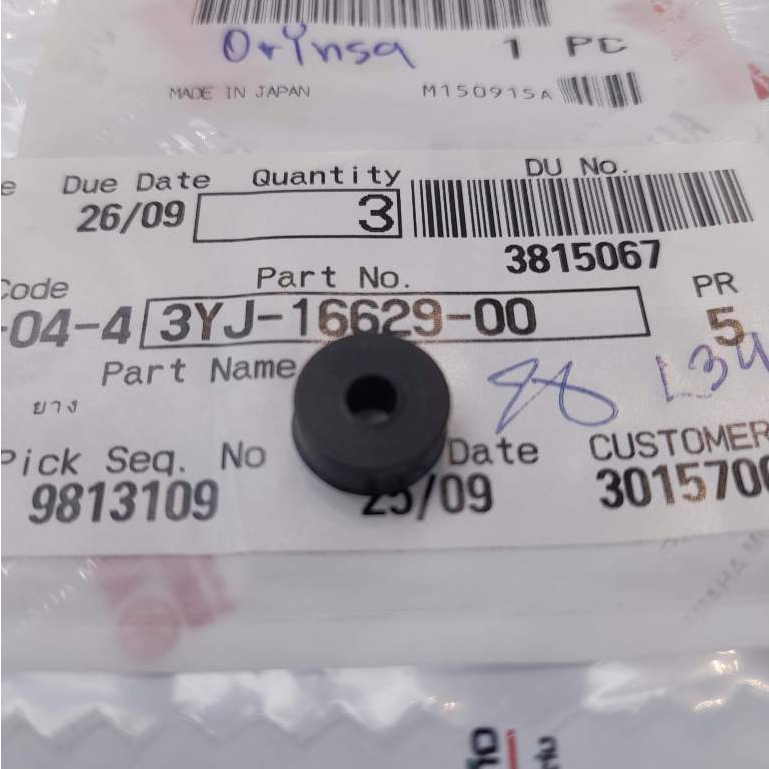 1 PC
MADE IN JAPAN M150915A
Due Date Quantity DU No.
26/09 3
3815067
Code Part No. PR
-04-4 3YJ-16629-00 5
Part Name
ยาง
Pick Seq. No Date CUSTOMER
9813109 25/09 3015700